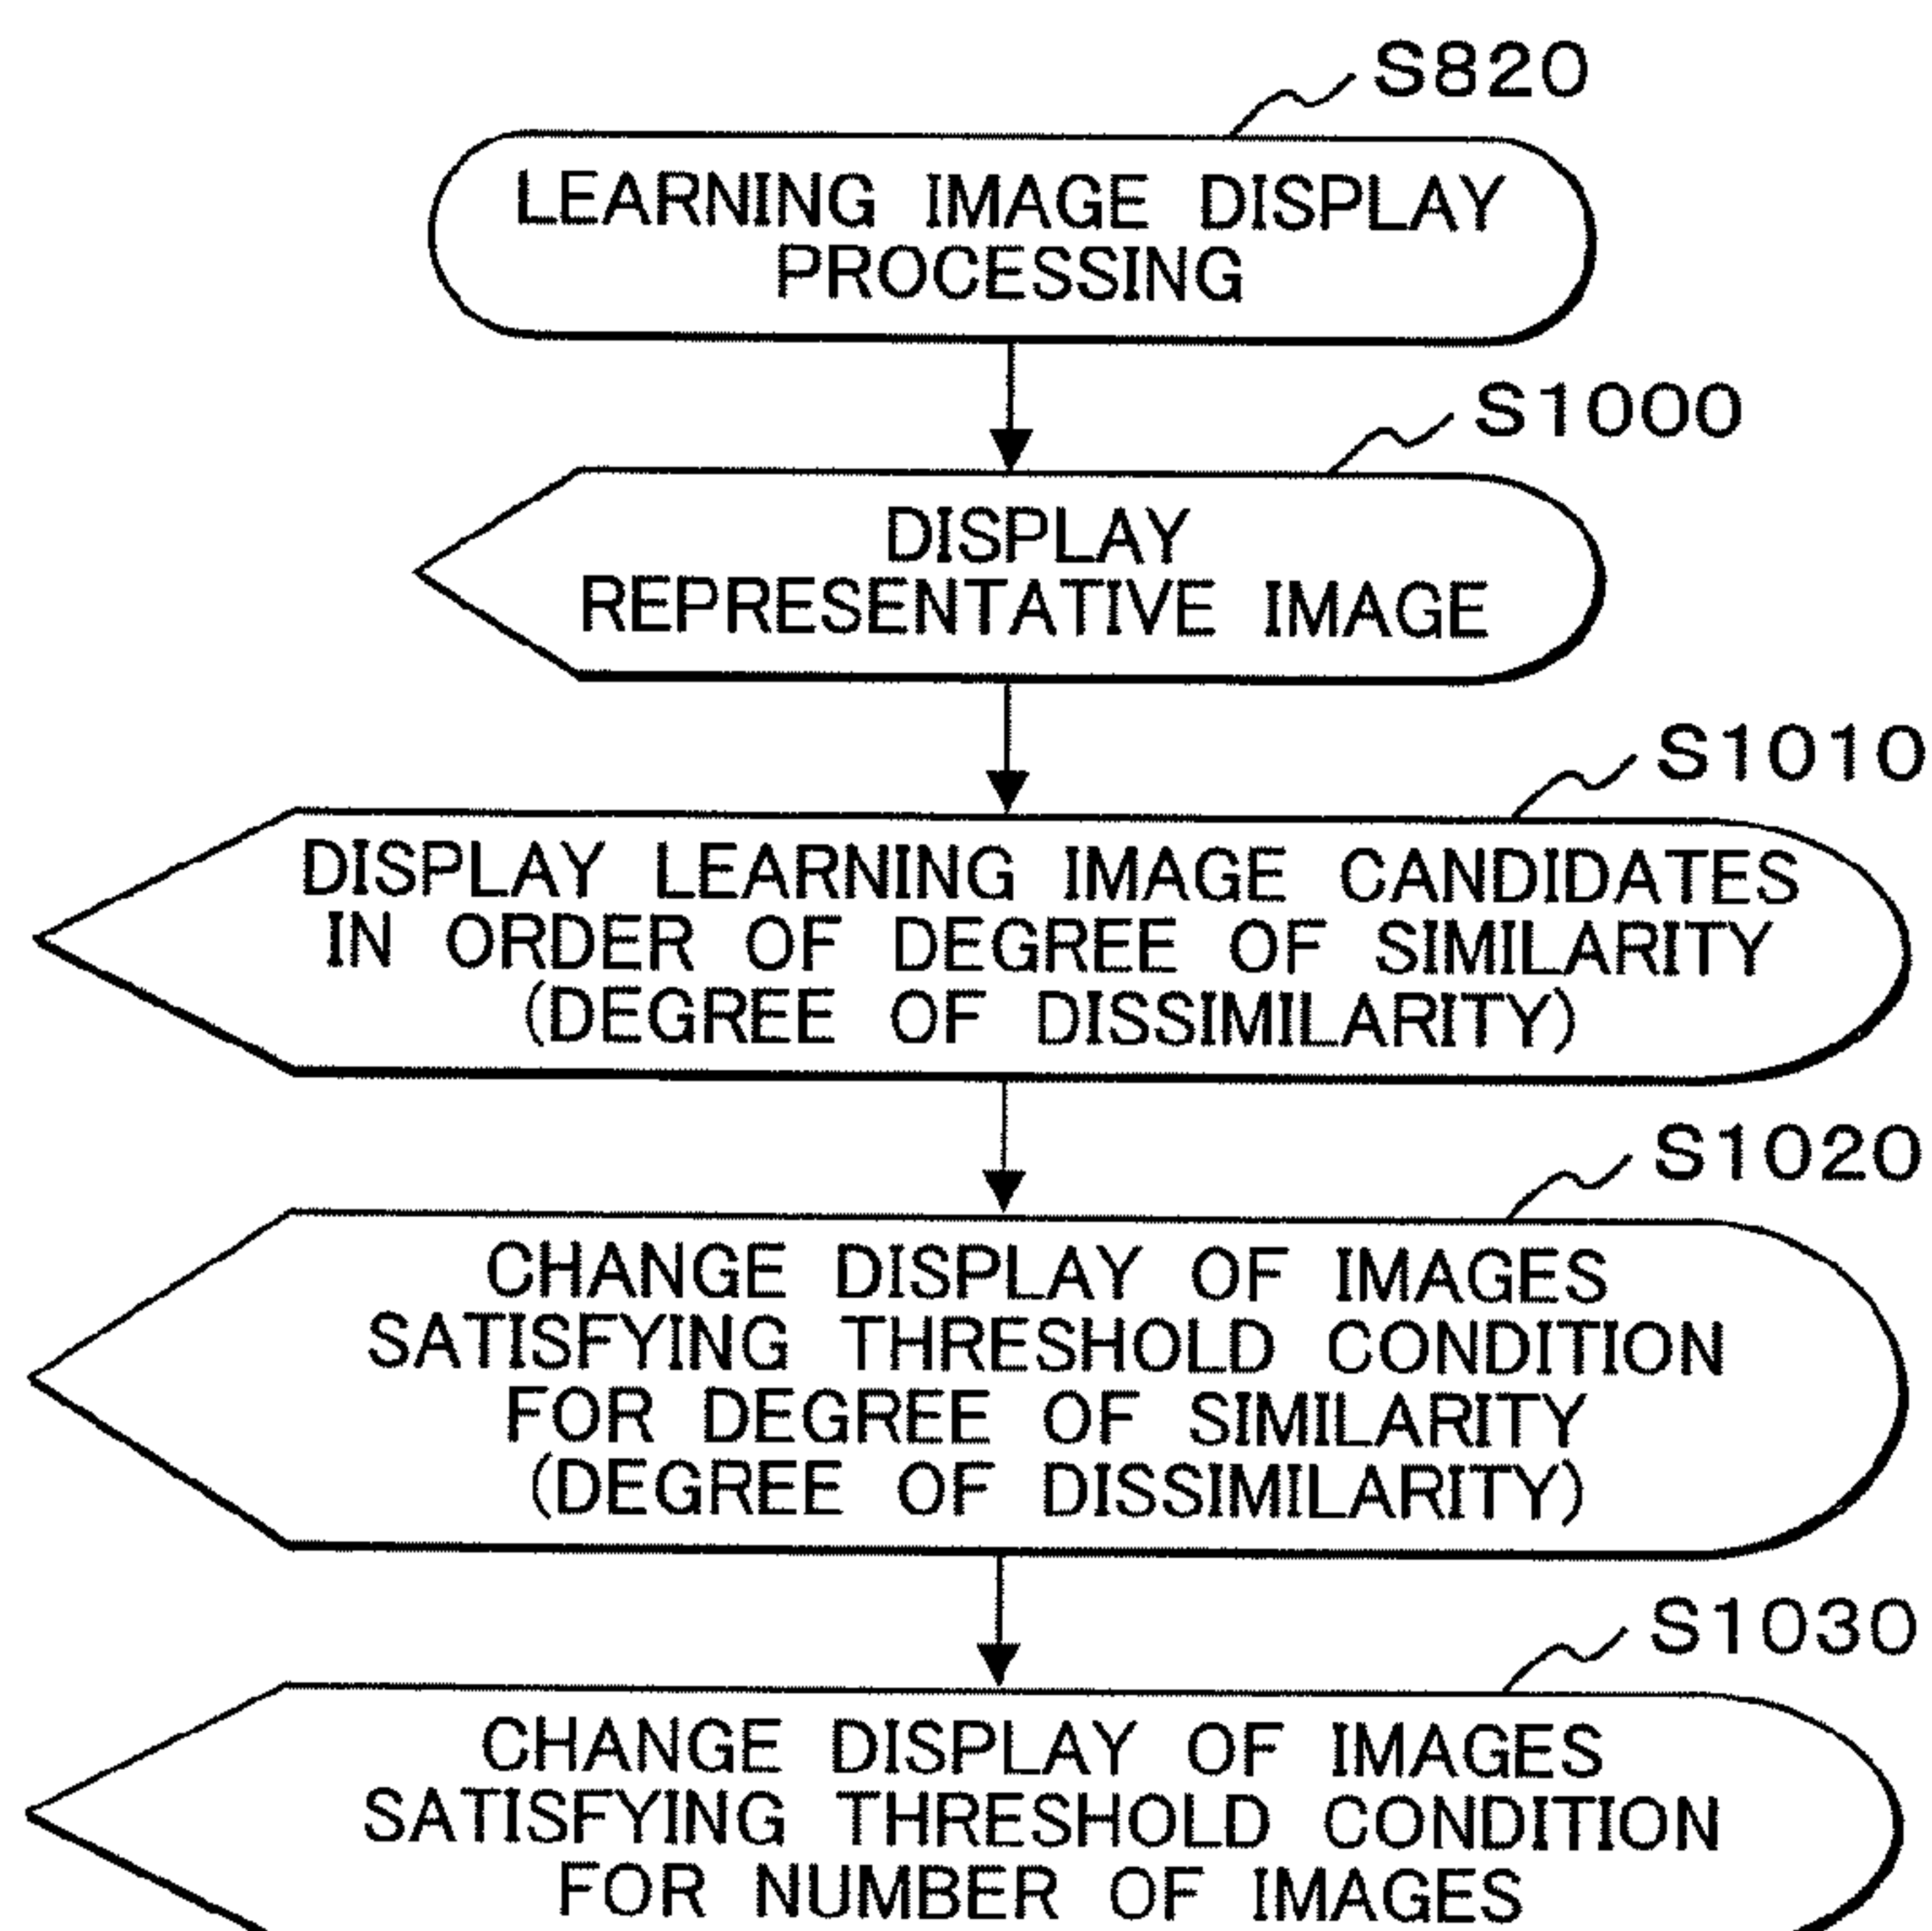 S820
LEARNING IMAGE DISPLAY
PROCESSING
S1000
DISPLAY
REPRESENTATIVE IMAGE
S1010
DISPLAY LEARNING IMAGE CANDIDATES
IN ORDER OF DEGREE OF SIMILARITY
(DEGREE OF DISSIMILARITY)
S1020
CHANGE DISPLAY OF IMAGES
SATISFYING THRESHOLD CONDITION
FOR DEGREE OF SIMILARITY
(DEGREE OF DISSIMILARITY)
S1030
CHANGE DISPLAY OF IMAGES
SATISFYING THRESHOLD CONDITION
FOR NUMBER OF IMAGES